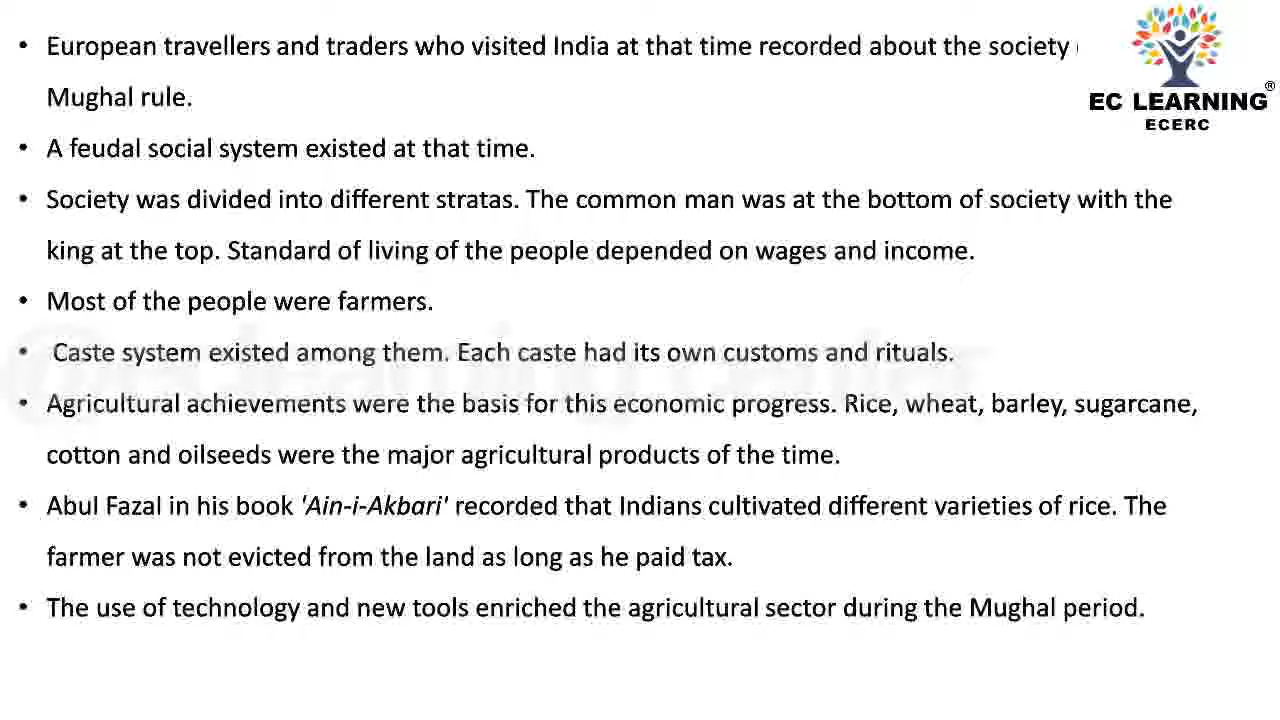 • European travellers and traders who visited India at that time recorded about the society
Mughal rule.
• A feudal social system existed at that time.
• Society was divided into different stratas. The common man was at the bottom of society with the
king at the top. Standard of living of the people depended on wages and income.
• Most of the people were farmers.
• Caste system existed among them. Each caste had its own customs and rituals.
• Agricultural achievements were the basis for this economic progress. Rice, wheat, barley, sugarcane,
cotton and oilseeds were the major agricultural products of the time.
• Abul Fazal in his book 'Ain-i-Akbari' recorded that Indians cultivated different varieties of rice. The
farmer was not evicted from the land as long as he paid tax.
• The use of technology and new tools enriched the agricultural sector during the Mughal period.
EC LEARNING®
ECERC